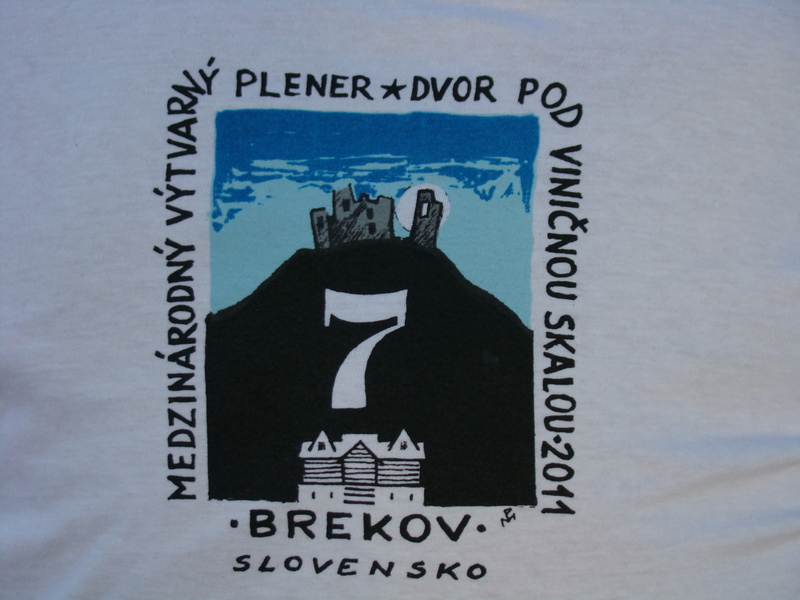 MEDZINÁRODNÝ VÝTVARNÝ PLENER ★ DVOR POD VINIČNOU SKALOU·2011
7
·BREKOV·
SLOVENSKO